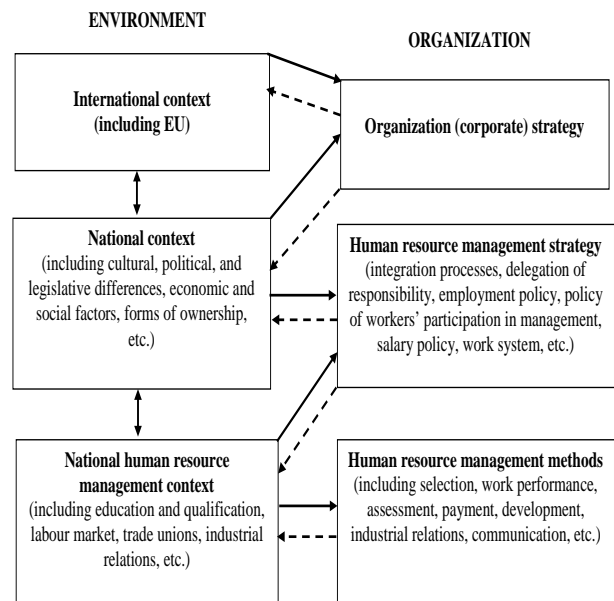 ENVIRONMENT
International context
(including EU)
National context
(including cultural, political, and
legislative differences, economic and
social factors, forms of ownership,
etc.)
National human resource
management context
(including education and qualification,
labour market, trade unions, industrial
relations, etc.)
ORGANIZATION
Organization (corporate) strategy
Human resource management strategy
(integration processes, delegation of
responsibility, employment policy, policy
of workers’ participation in management,
salary policy, work system, etc.)
Human resource management methods
(including selection, work performance,
assessment, payment, development,
industrial relations, communication, etc.)